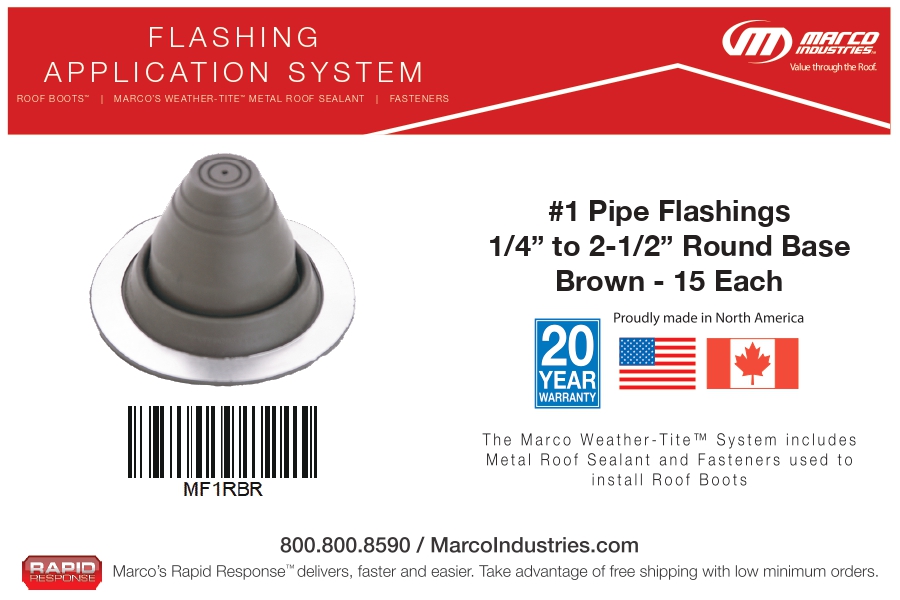 FLASHING
APPLICATION SYSTEM
ROOF BOOTS™ | MARCO'S WEATHER-TITE™ METAL ROOF SEALANT | FASTENERS
MARCO
INDUSTRIES™
Value through the Roof.
#1 Pipe Flashings
1/4” to 2-1/2” Round Base
Brown - 15 Each
Proudly made in North America
20
YEAR
WARRANTY
The Marco Weather-Tite™ System includes
Metal Roof Sealant and Fasteners used to
install Roof Boots
MF1RBR
800.800.8590 / MarcoIndustries.com
RAPID
RESPONSE
Marco’s Rapid Response™ delivers, faster and easier. Take advantage of free shipping with low minimum orders.